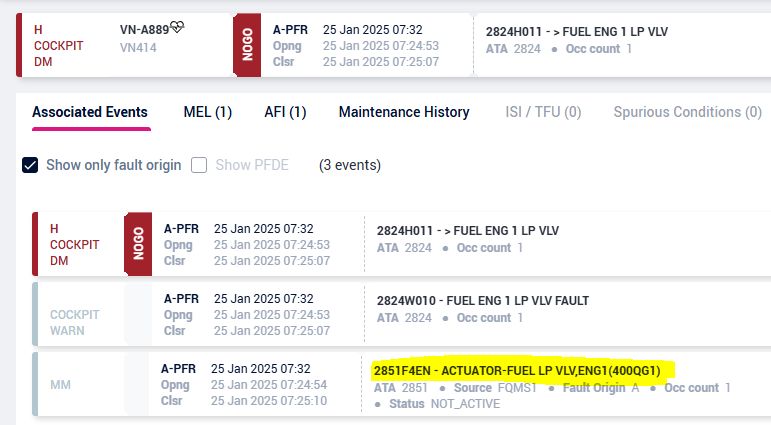 H
COCKPIT
DM
VN-A889
VN414
NOGO
A-PFR 25 Jan 2025 07:32
Opng 25 Jan 2025 07:24:53
Clsr 25 Jan 2025 07:25:07
2824H011 - > FUEL ENG 1 LP VLV
ATA 2824 ● Occ count 1
Associated Events MEL (1) AFI (1) Maintenance History ISI / TFU (0) Spurious Conditions (0)
Show only fault origin Show PFDE (3 events)
H
COCKPIT
DM
NOGO
A-PFR 25 Jan 2025 07:32
Opng 25 Jan 2025 07:24:53
Clsr 25 Jan 2025 07:25:07
2824H011 - > FUEL ENG 1 LP VLV
ATA 2824 ● Occ count 1
COCKPIT
WARN
A-PFR 25 Jan 2025 07:32
Opng 25 Jan 2025 07:24:53
Clsr 25 Jan 2025 07:25:07
2824W010 - FUEL ENG 1 LP VLV FAULT
ATA 2824 ● Occ count 1
MM
A-PFR 25 Jan 2025 07:32
Opng 25 Jan 2025 07:24:54
Clsr 25 Jan 2025 07:25:10
2851F4EN - ACTUATOR-FUEL LP VLV,ENG1(400QG1)
ATA 2851 ● Source FQMS1 ● Fault Origin A ● Occ count 1
● Status NOT_ACTIVE